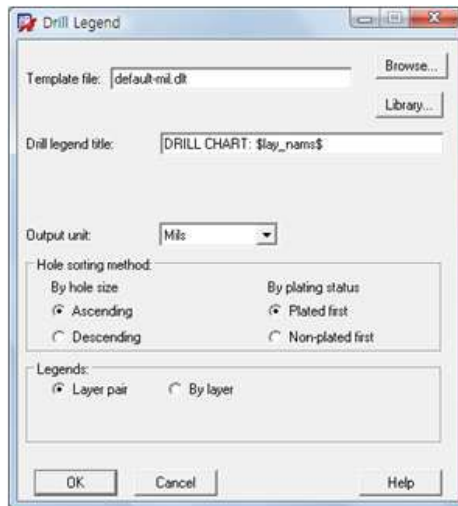 Drill Legend
Browse...
Template file: default-mil.dlt
Library...
Drill legend title: DRILL CHART: $lay_nams$
Output unit: Mils
Hole sorting method:
By hole size By plating status
Ascending Plated first
Descending Non-plated first
Legends:
Layer pair By layer
OK Cancel Help